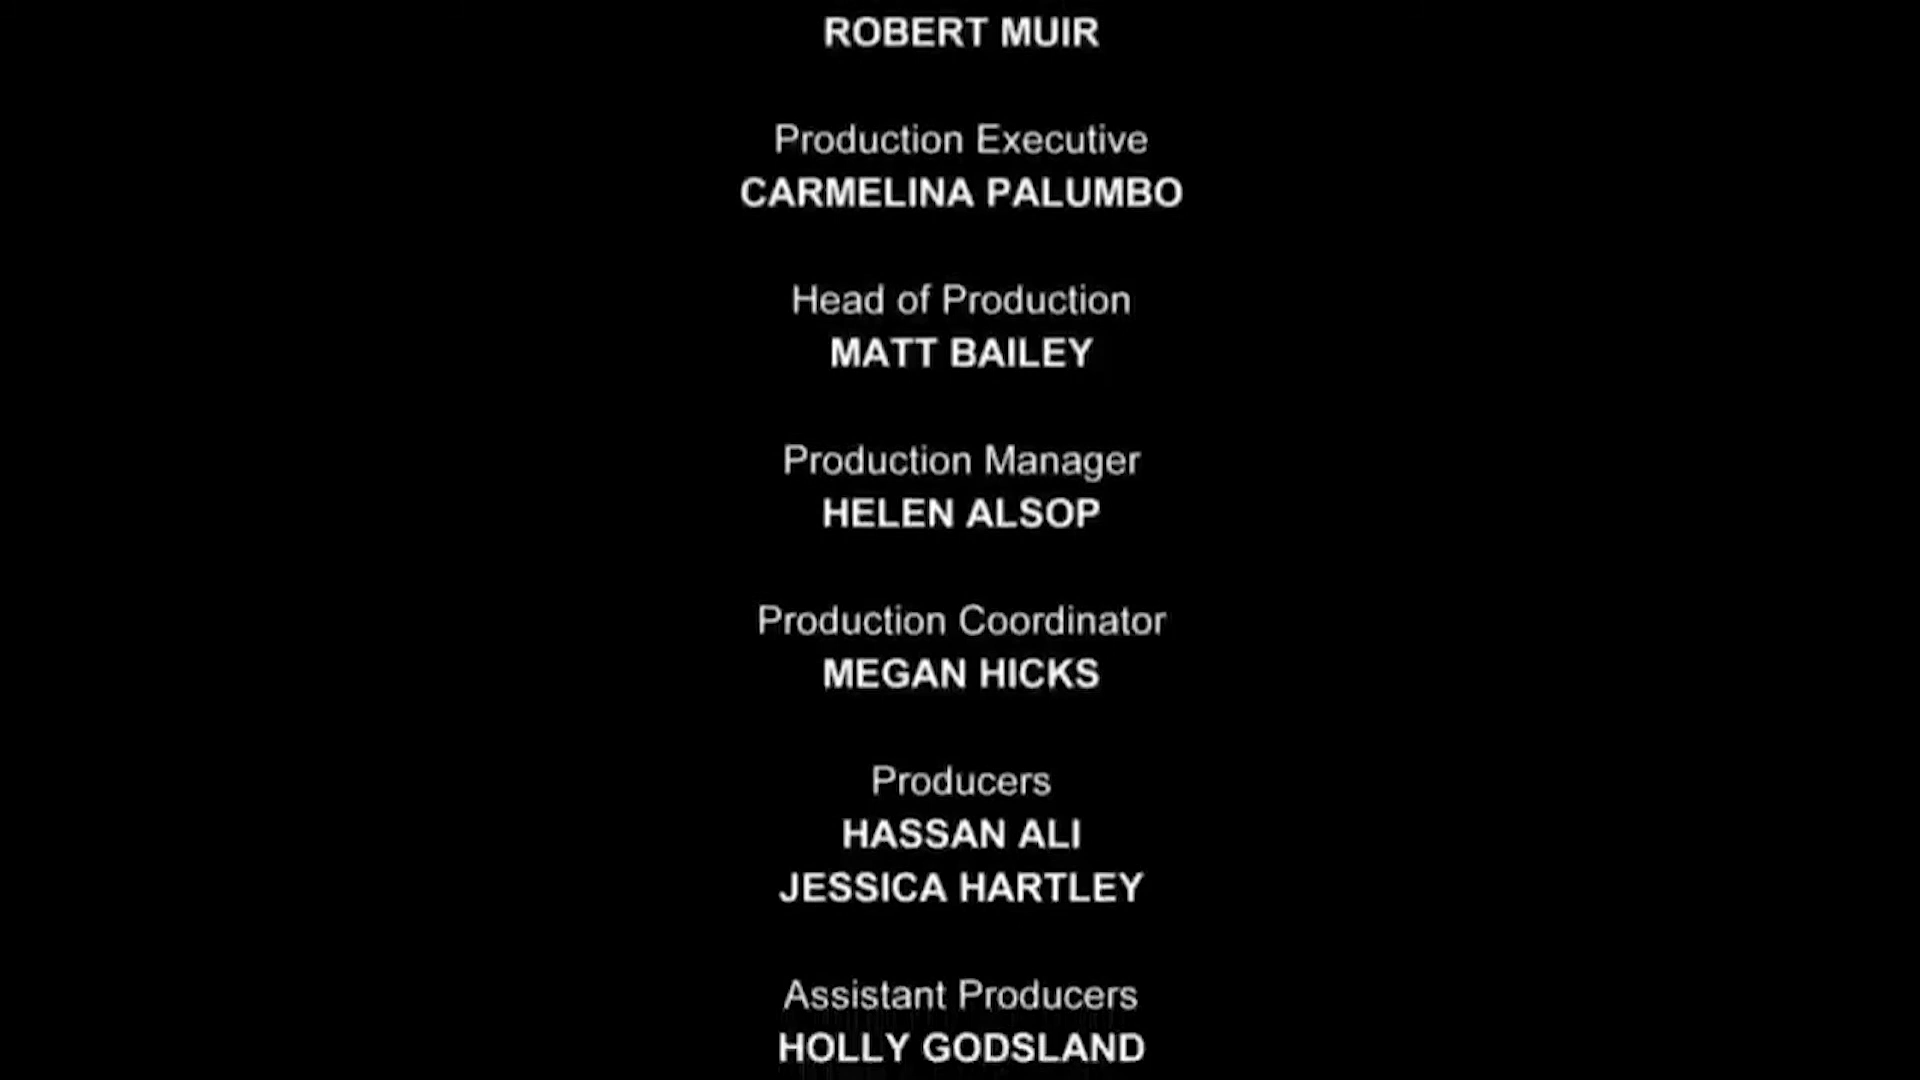 ROBERT MUIR
Production Executive
CARMELINA PALUMBO
Head of Production
MATT BAILEY
Production Manager
HELEN ALSOP
Production Coordinator
MEGAN HICKS
Producers
HASSAN ALI
JESSICA HARTLEY
Assistant Producers
HOLLY GODSLAND